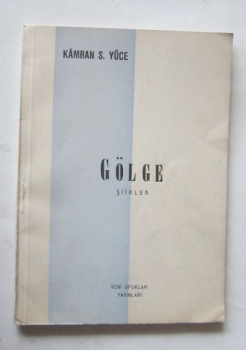 KÂMRAN S. YÜCE
GÖLGE
ŞİİRLER
YENİ UFUKLAR
YAYINLARI